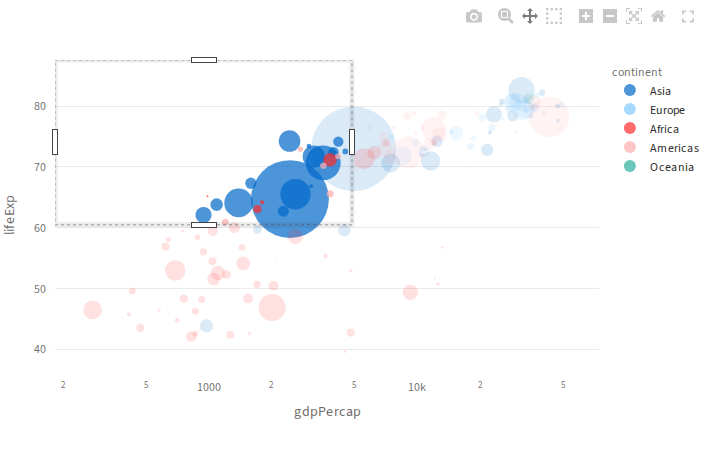 continent
Asia
Europe
Africa
Americas
Oceania
lifeExp
80
70
60
50
40
2 5 1000 2 5 10k 2 5
gdpPercap